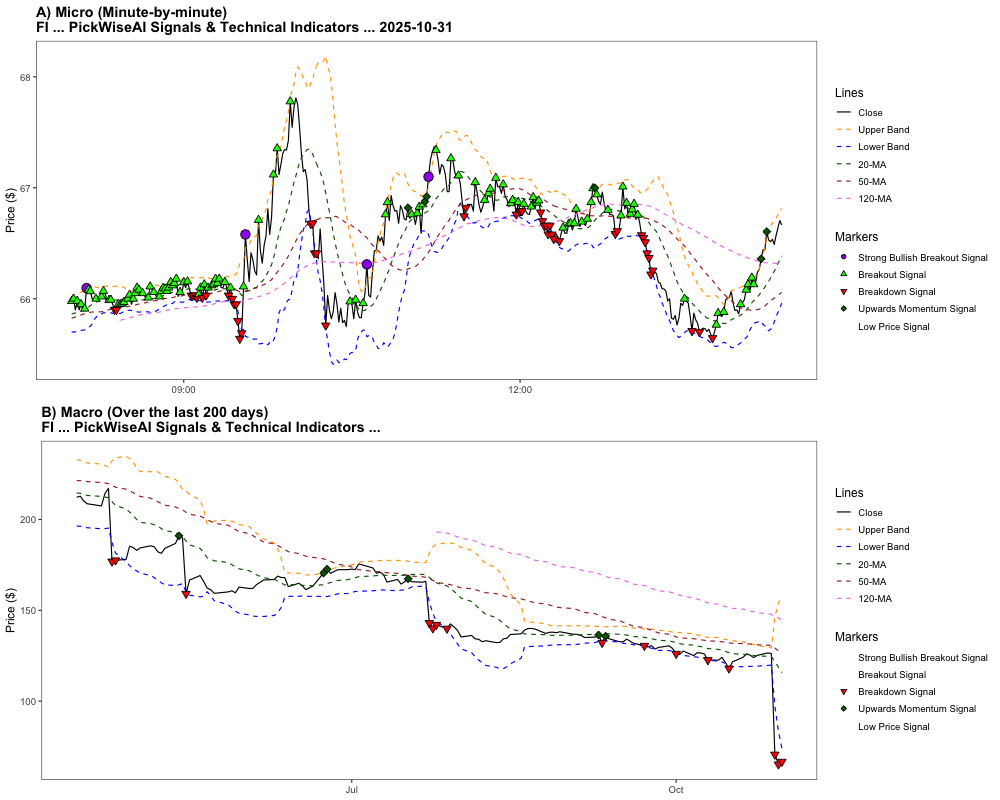 A) Micro (Minute-by-minute)
FI ... PickWiseAI Signals & Technical Indicators ... 2025-10-31
Price ($)
68
67
66
09:00
12:00
Lines
Close
Upper Band
Lower Band
20-MA
50-MA
120-MA
Markers
Strong Bullish Breakout Signal
Breakout Signal
Breakdown Signal
Upwards Momentum Signal
Low Price Signal
B) Macro (Over the last 200 days)
FI ... PickWiseAI Signals & Technical Indicators ...
Price ($)
200
150
100
Jul
Oct
Lines
Close
Upper Band
Lower Band
20-MA
50-MA
120-MA
Markers
Strong Bullish Breakout Signal
Breakout Signal
Breakdown Signal
Upwards Momentum Signal
Low Price Signal